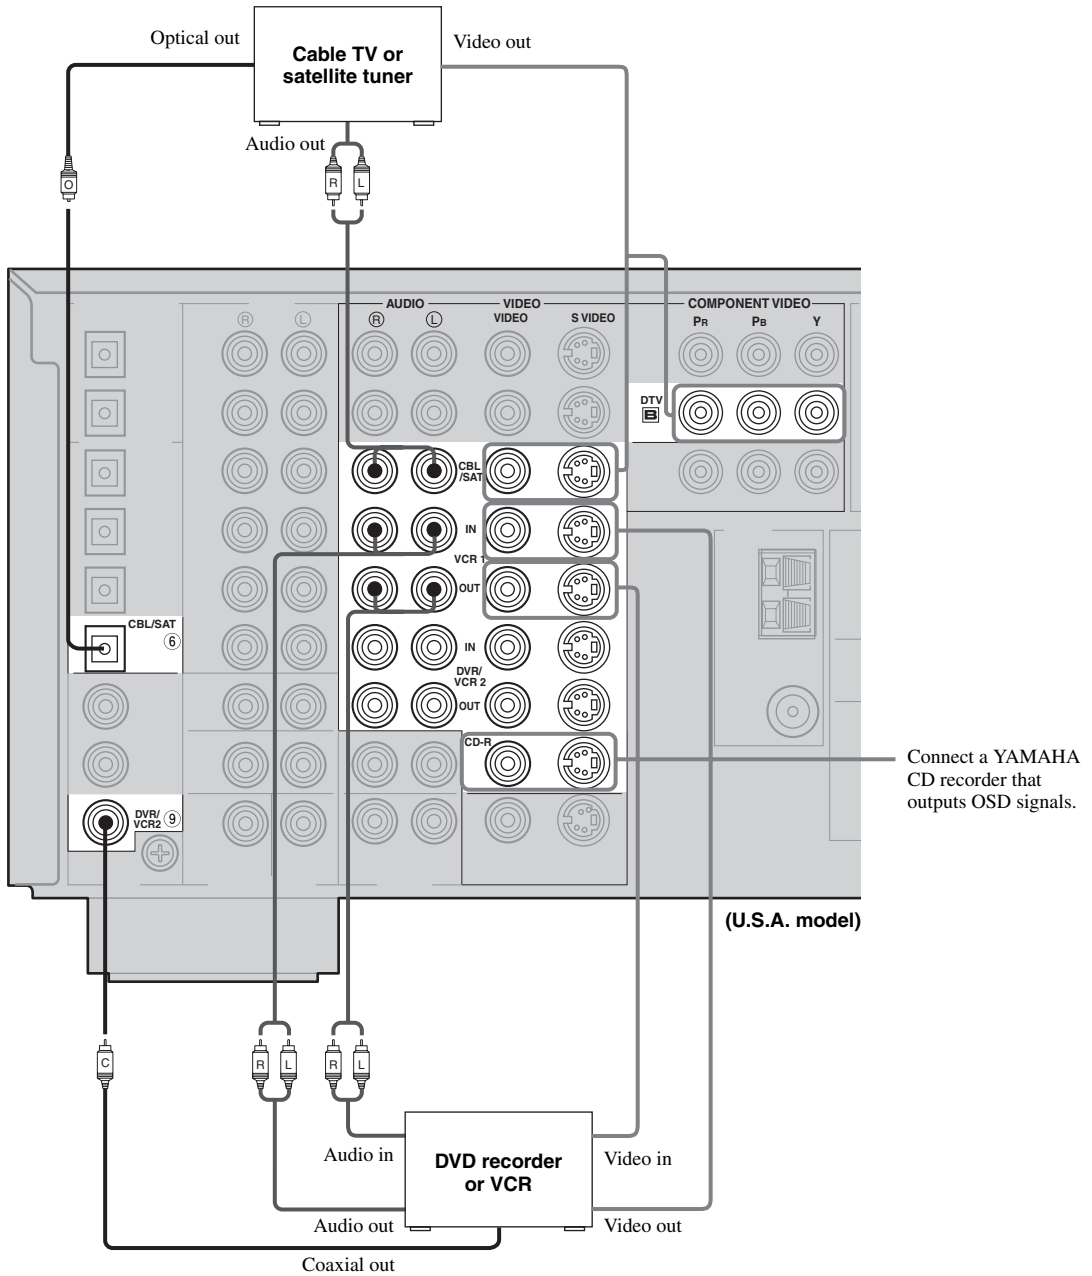 Optical out
Cable TV or
satellite tuner
Video out
Audio out
O
R L
AUDIO VIDEO COMPONENT VIDEO
R L R L VIDEO S VIDEO PR PB Y
DTV
B
CBL
/SAT
IN
VCR 1
OUT
CBL/SAT
6
IN
DVR/
VCR 2
OUT
CD-R
Connect a YAMAHA
CD recorder that
outputs OSD signals.
DVR/
VCR2 9
(U.S.A. model)
C
R L R L
Audio in
DVD recorder
or VCR
Video in
Audio out
Video out
Coaxial out